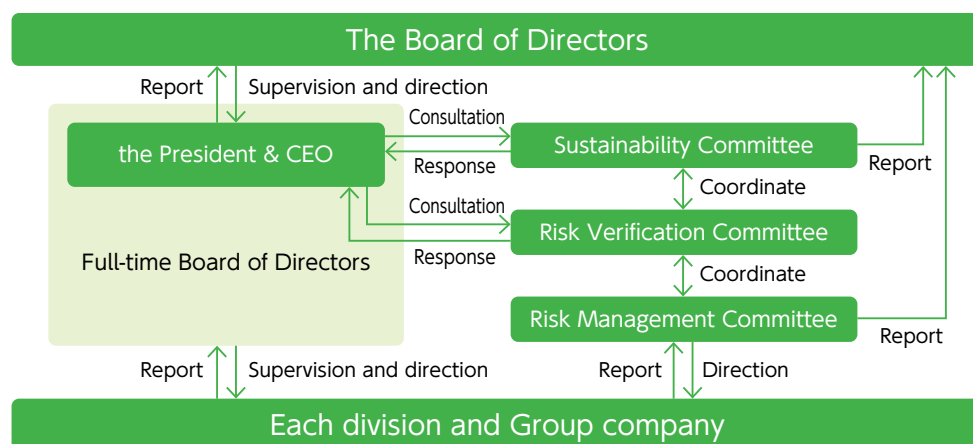 The Board of Directors
Report
Supervision and direction
Consultation
the President & CEO
Sustainability Committee
Response
Report
Coordinate
Consultation
Risk Verification Committee
Response
Full-time Board of Directors
Coordinate
Risk Management Committee
Report
Report
Supervision and direction
Report
Direction
Each division and Group company